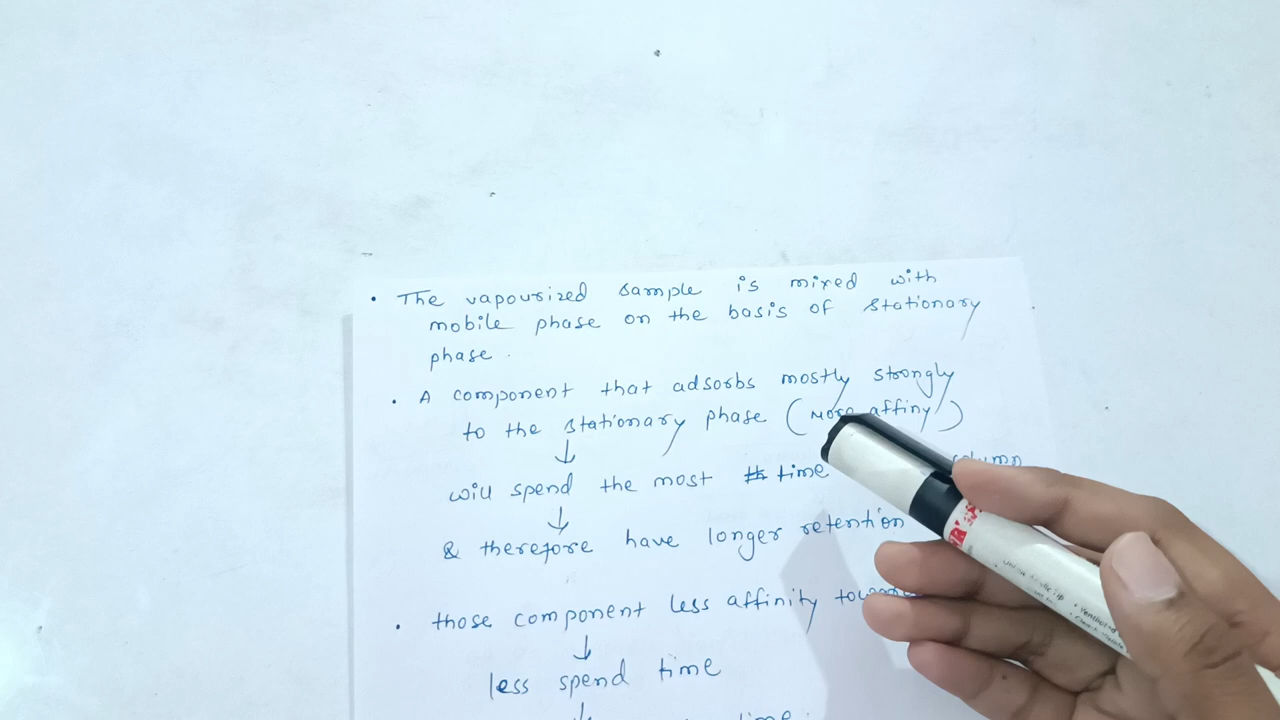 • The vapourized sample is mixed with
mobile phase on the basis of stationary
phase.
• A component that adsorbs mostly strongly
to the stationary phase (More affiny)
↓
will spend the most time column
↓
& therefore have longer retention
• those component less affinity
↓
less spend time
↓
time.